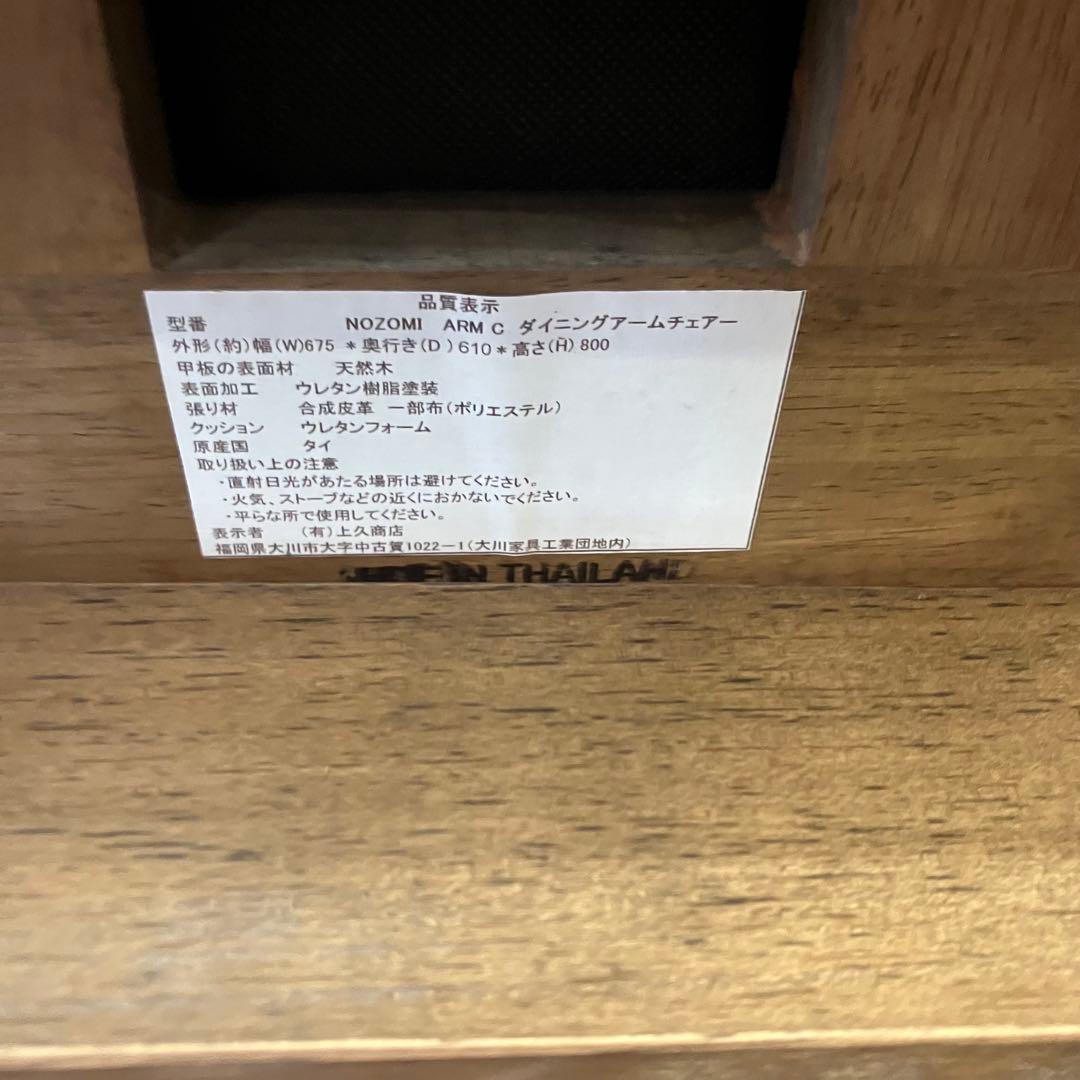 品質表示
型番 NOZOMI ARM C ダイニングアームチェアー
外形(約)幅(W)675 *奥行き(D)610*高さ(H)800
甲板の表面材 天然木
表面加工 ウレタン樹脂塗装
張り材 合成皮革 一部布(ポリエステル)
クッション ウレタンフォーム
原産国 タイ
取り扱い上の注意
・直射日光があたる場所は避けてください。
・火気、ストーブなどの近くにおかないでください。
・平らな所で使用してください。
表示者 (有)上久商店
福岡県大川市大字中古賀1022-1(大川家具工業団地内)
MADE IN THAILAND